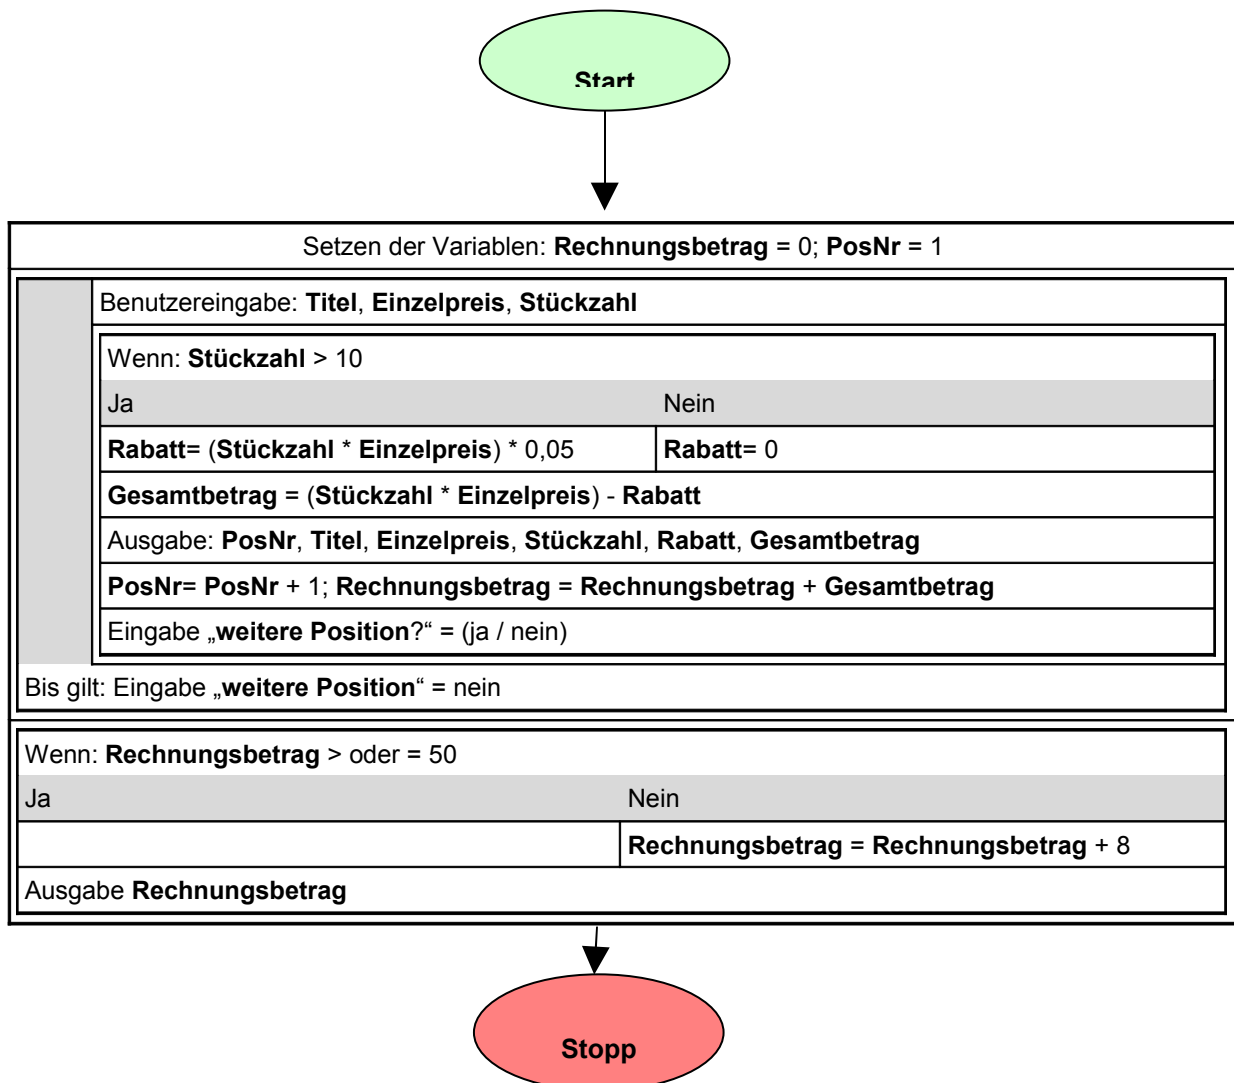 Start
Setzen der Variablen: Rechnungsbetrag = 0; PosNr = 1
Benutzereingabe: Titel, Einzelpreis, Stückzahl
Wenn: Stückzahl > 10
Ja Nein
Rabatt= (Stückzahl * Einzelpreis) * 0,05 Rabatt= 0
Gesamtbetrag = (Stückzahl * Einzelpreis) - Rabatt
Ausgabe: PosNr, Titel, Einzelpreis, Stückzahl, Rabatt, Gesamtbetrag
PosNr= PosNr + 1; Rechnungsbetrag = Rechnungsbetrag + Gesamtbetrag
Eingabe „weitere Position?“ = (ja / nein)
Bis gilt: Eingabe „weitere Position“ = nein
Wenn: Rechnungsbetrag > oder = 50
Ja Nein
Rechnungsbetrag = Rechnungsbetrag + 8
Ausgabe Rechnungsbetrag
Stopp